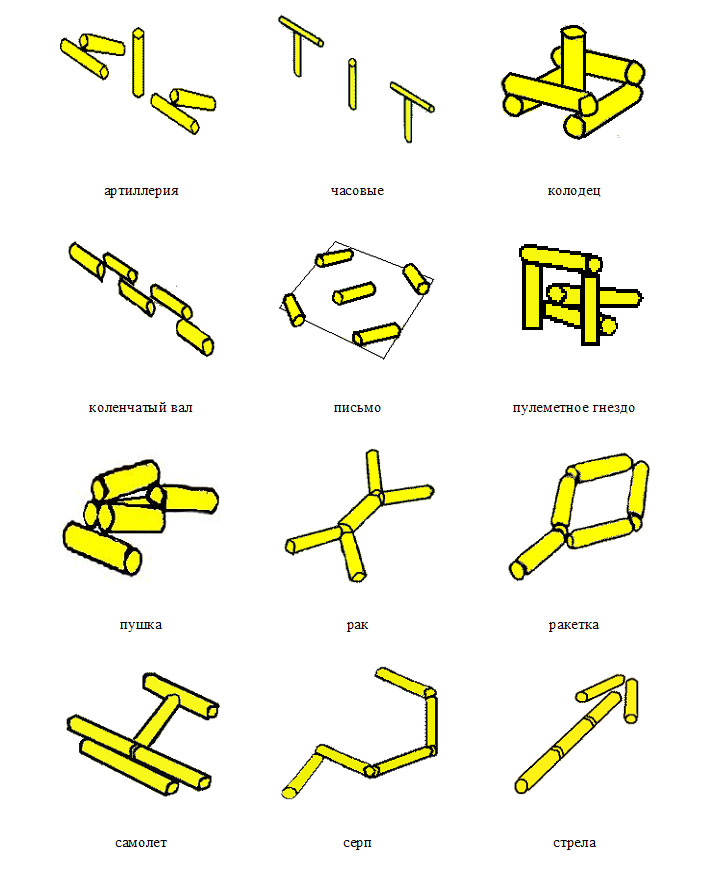 артиллерия часовые колодец
коленчатый вал письмо пулеметное гнездо
пушка рак ракетка
самолет серп стрела